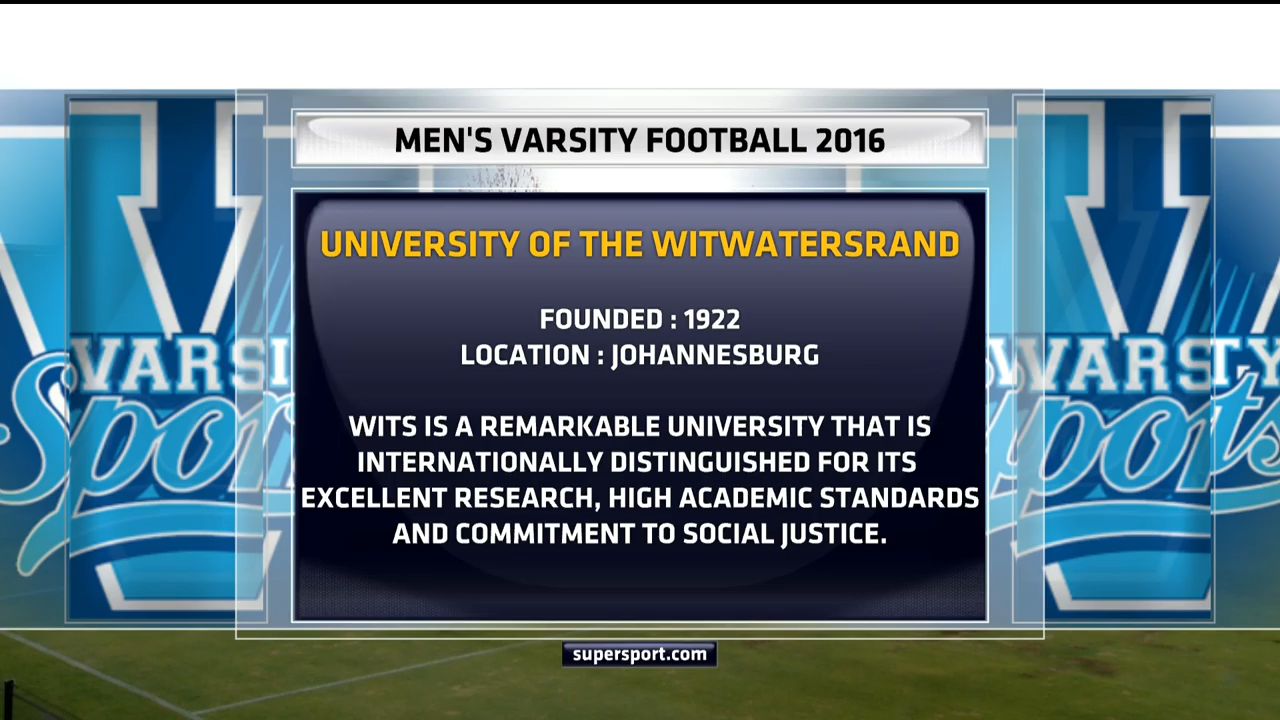 MEN'S VARSITY FOOTBALL 2016
UNIVERSITY OF THE WITWATERSRAND
FOUNDED : 1922
LOCATION : JOHANNESBURG
WITS IS A REMARKABLE UNIVERSITY THAT IS
INTERNATIONALLY DISTINGUISHED FOR ITS
EXCELLENT RESEARCH, HIGH ACADEMIC STANDARDS
AND COMMITMENT TO SOCIAL JUSTICE.
supersport.com